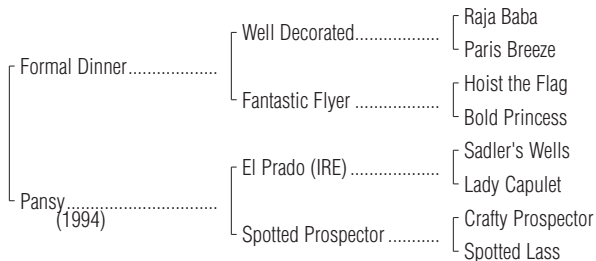 Raja Baba
Well Decorated...................
Paris Breeze
Formal Dinner....................
Hoist the Flag
Fantastic Flyer ...................
Bold Princess
Sadler's Wells
El Prado (IRE) ....................
Lady Capulet
Pansy..................................
(1994)
Crafty Prospector
Spotted Prospector ...........
Spotted Lass